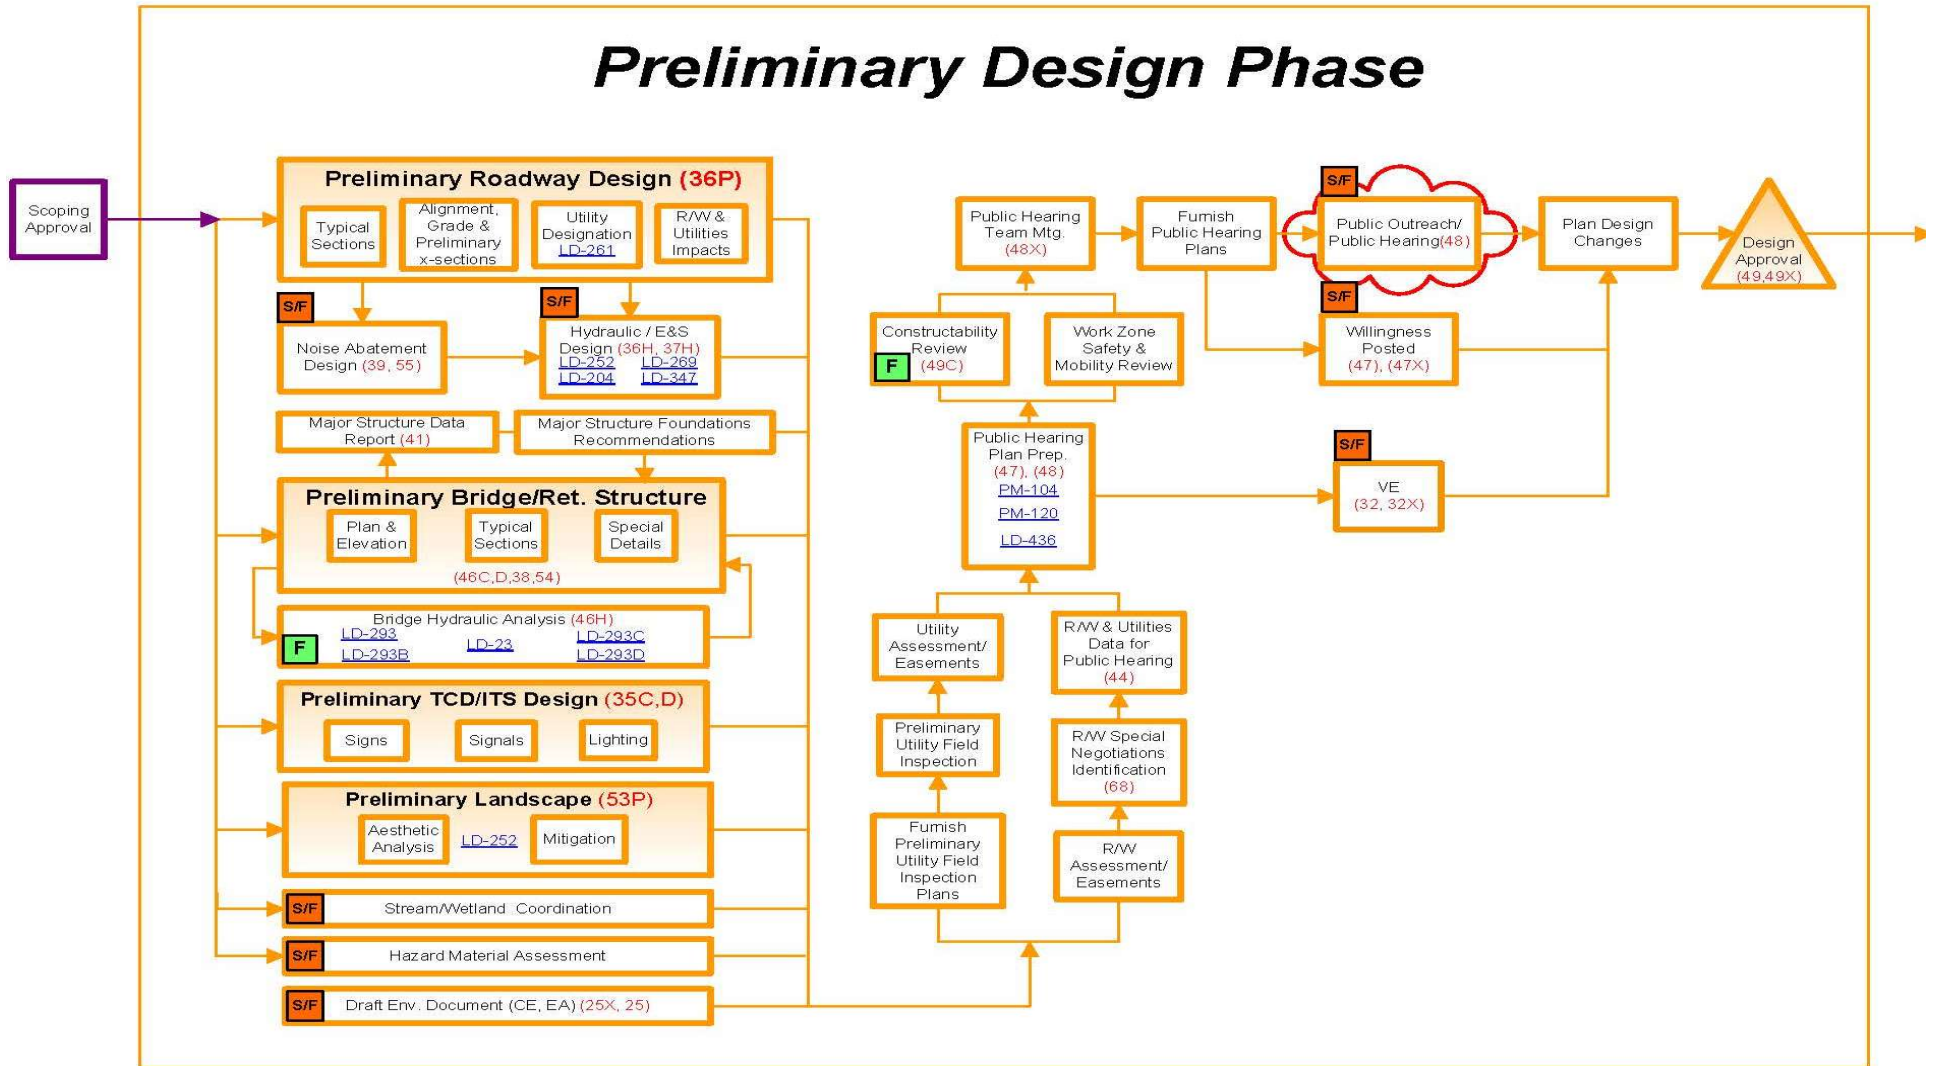 Preliminary Design Phase
Scoping
Approval
Preliminary Roadway Design (36P)
Typical
Sections
Alignment,
Grade &
Preliminary
x-sections
Utility
Designation
LD-261
R/W &
Utilities
Impacts
S/F
Noise Abatement
Design (39, 55)
S/F
Hydraulic / E&S
Design (36H, 37H)
LD-252 LD-269
LD-204 LD-347
Major Structure Data
Report (41)
Major Structure Foundations
Recommendations
Preliminary Bridge/Ret. Structure
Plan &
Elevation
Typical
Sections
Special
Details
(46C,D,38,54)
Bridge Hydraulic Analysis (46H)
LD-293 LD-23 LD-293C
LD-293B LD-293D
F
Preliminary TCD/ITS Design (35C,D)
Signs
Signals
Lighting
Preliminary Landscape (53P)
Aesthetic
Analysis
LD-252
Mitigation
S/F
Stream/Wetland Coordination
S/F
Hazard Material Assessment
S/F
Draft Env. Document (CE, EA) (25X, 25)
Public Hearing
Team Mtg.
(48X)
Constructability
Review
(49C)
F
Work Zone
Safety &
Mobility Review
Public Hearing
Plan Prep.
(47), (48)
PM-104
PM-120
LD-436
Utility
Assessment/
Easements
Preliminary
Utility Field
Inspection
Furnish
Preliminary
Utility Field
Inspection
Plans
R/W & Utilities
Data for
Public Hearing
(44)
R/W Special
Negotiations
Identification
(68)
R/W
Assessment/
Easements
Furnish
Public Hearing
Plans
S/F
Public Outreach/
Public Hearing(48)
S/F
Willingness
Posted
(47), (47X)
S/F
VE
(32, 32X)
Plan Design
Changes
Design
Approval
(49,49X)